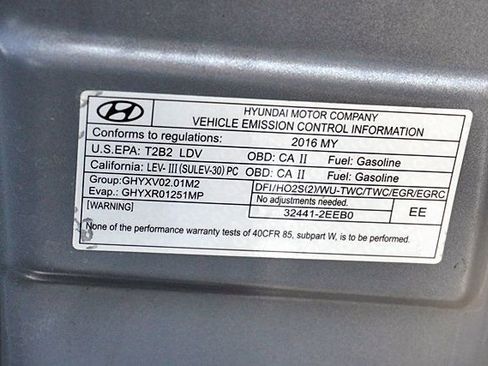 HYUNDAI MOTOR COMPANY
VEHICLE EMISSION CONTROL INFORMATION
Conforms to regulations: 2016 MY
U.S.EPA: T2B2 LDV OBD: CA II Fuel: Gasoline
California: LEV-III (SULEV-30) PC OBD: CA II Fuel: Gasoline
Group: GHYXV02.01M2 DFI/HO2S(2)/WU-TWC/TWC/EGR/EGRC
Evap.: GHYXR01251MP No adjustments needed.
[WARNING] 32441-2EEB0 EE
None of the performance warranty tests of 40CFR 85, subpart W, is to be performed.